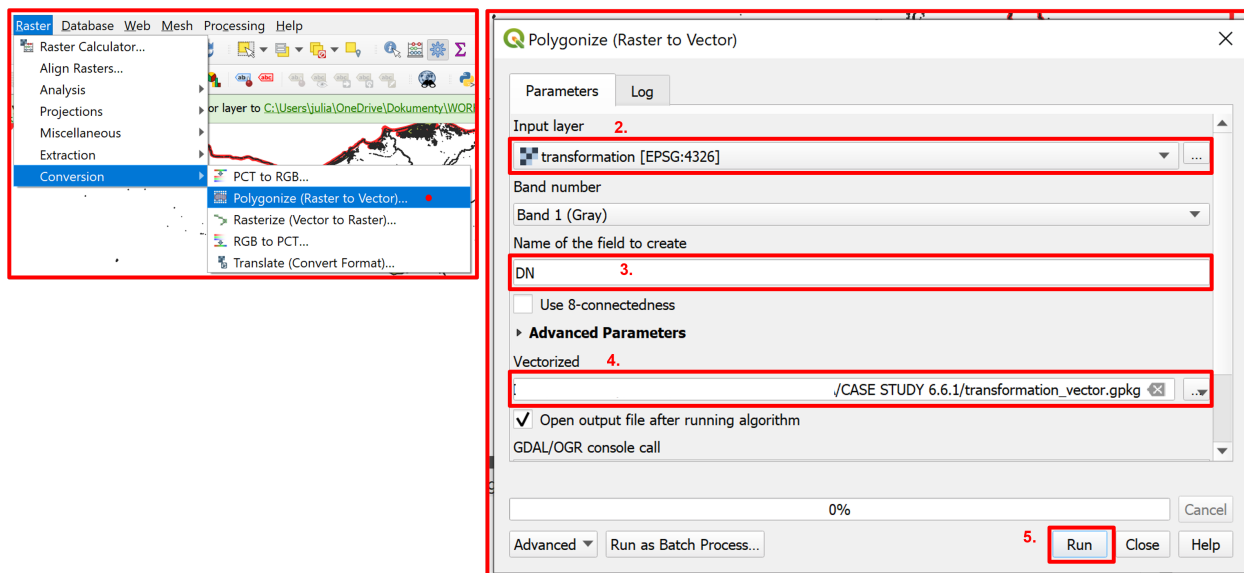 Raster Database Web Mesh Processing Help
Raster Calculator...
Align Rasters...
Analysis
Projections
or layer to C:\Users\julia\OneDrive\Dokumenty\WORK
Miscellaneous
Extraction
Conversion
PCT to RGB...
Polygonize (Raster to Vector)...
Rasterize (Vector to Raster)...
RGB to PCT...
Translate (Convert Format)...
Polygonize (Raster to Vector)
Parameters Log
Input layer 2.
transformation [EPSG:4326] ...
Band number
Band 1 (Gray)
Name of the field to create
DN 3.
Use 8-connectedness
Advanced Parameters
Vectorized 4.
/CASE STUDY 6.6.1/transformation_vector.gpkg
Open output file after running algorithm
GDAL/OGR console call
0% Cancel
Advanced Run as Batch Process... 5. Run Close Help